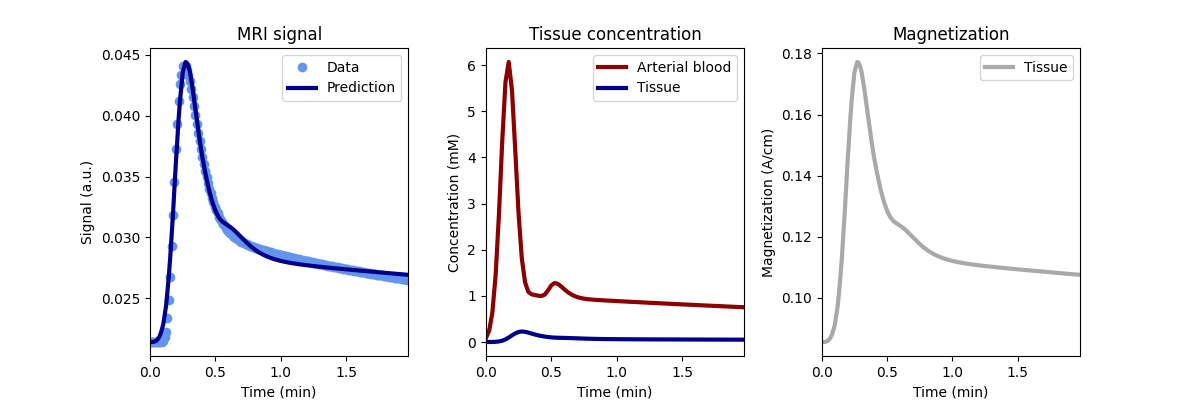 MRI signal
Data
Prediction
0.045
0.040
0.035
0.030
0.025
Signal (a.u.)
0.0 0.5 1.0 1.5
Time (min)
Tissue concentration
Arterial blood
Tissue
6
5
4
3
2
1
0
Concentration (mM)
0.0 0.5 1.0 1.5
Time (min)
Magnetization
Tissue
0.18
0.16
0.14
0.12
0.10
Magnetization (A/cm)
0.0 0.5 1.0 1.5
Time (min)